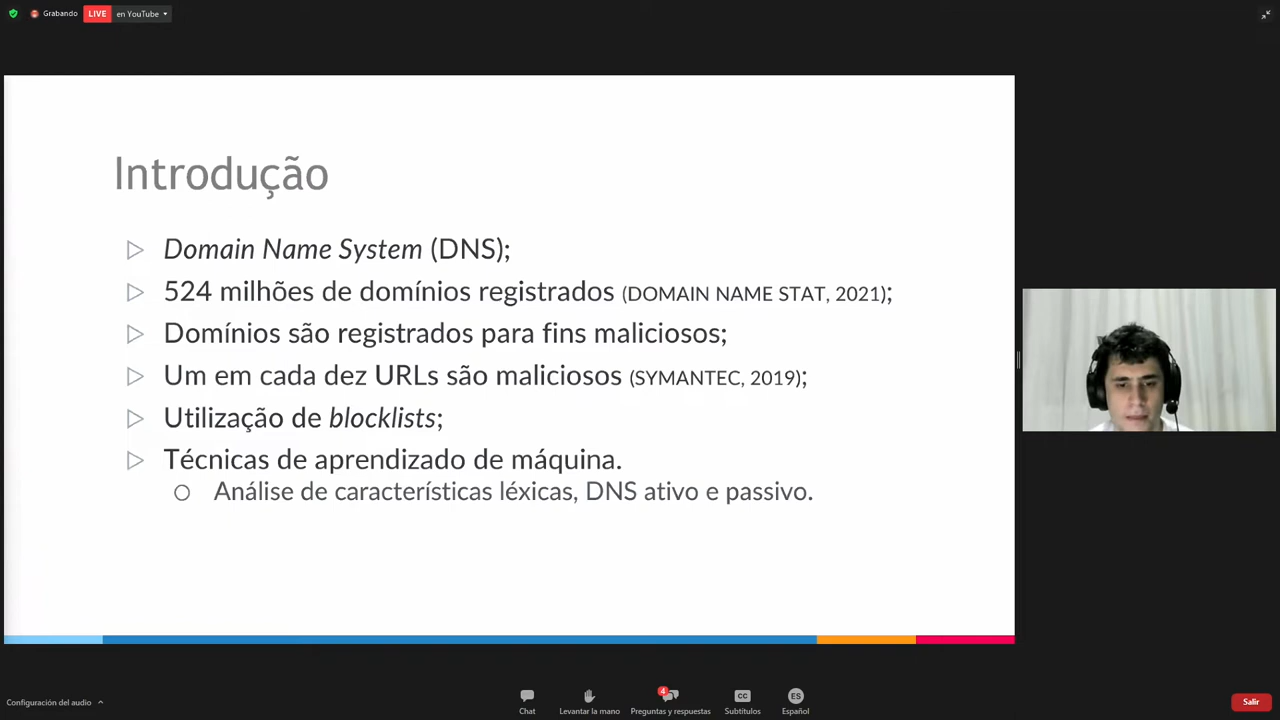 Grabando
LIVE
en YouTube
Introdução
Domain Name System (DNS);
524 milhões de domínios registrados (DOMAIN NAME STAT, 2021);
Domínios são registrados para fins maliciosos;
Um em cada dez URLs são maliciosos (SYMANTEC, 2019);
Utilização de blocklists;
Técnicas de aprendizado de máquina.
Análise de características léxicas, DNS ativo e passivo.
Configuración del audio
Chat
Levantar la mano
4
Preguntas y respuestas
CC
Subtítulos
ES
Español
Salir